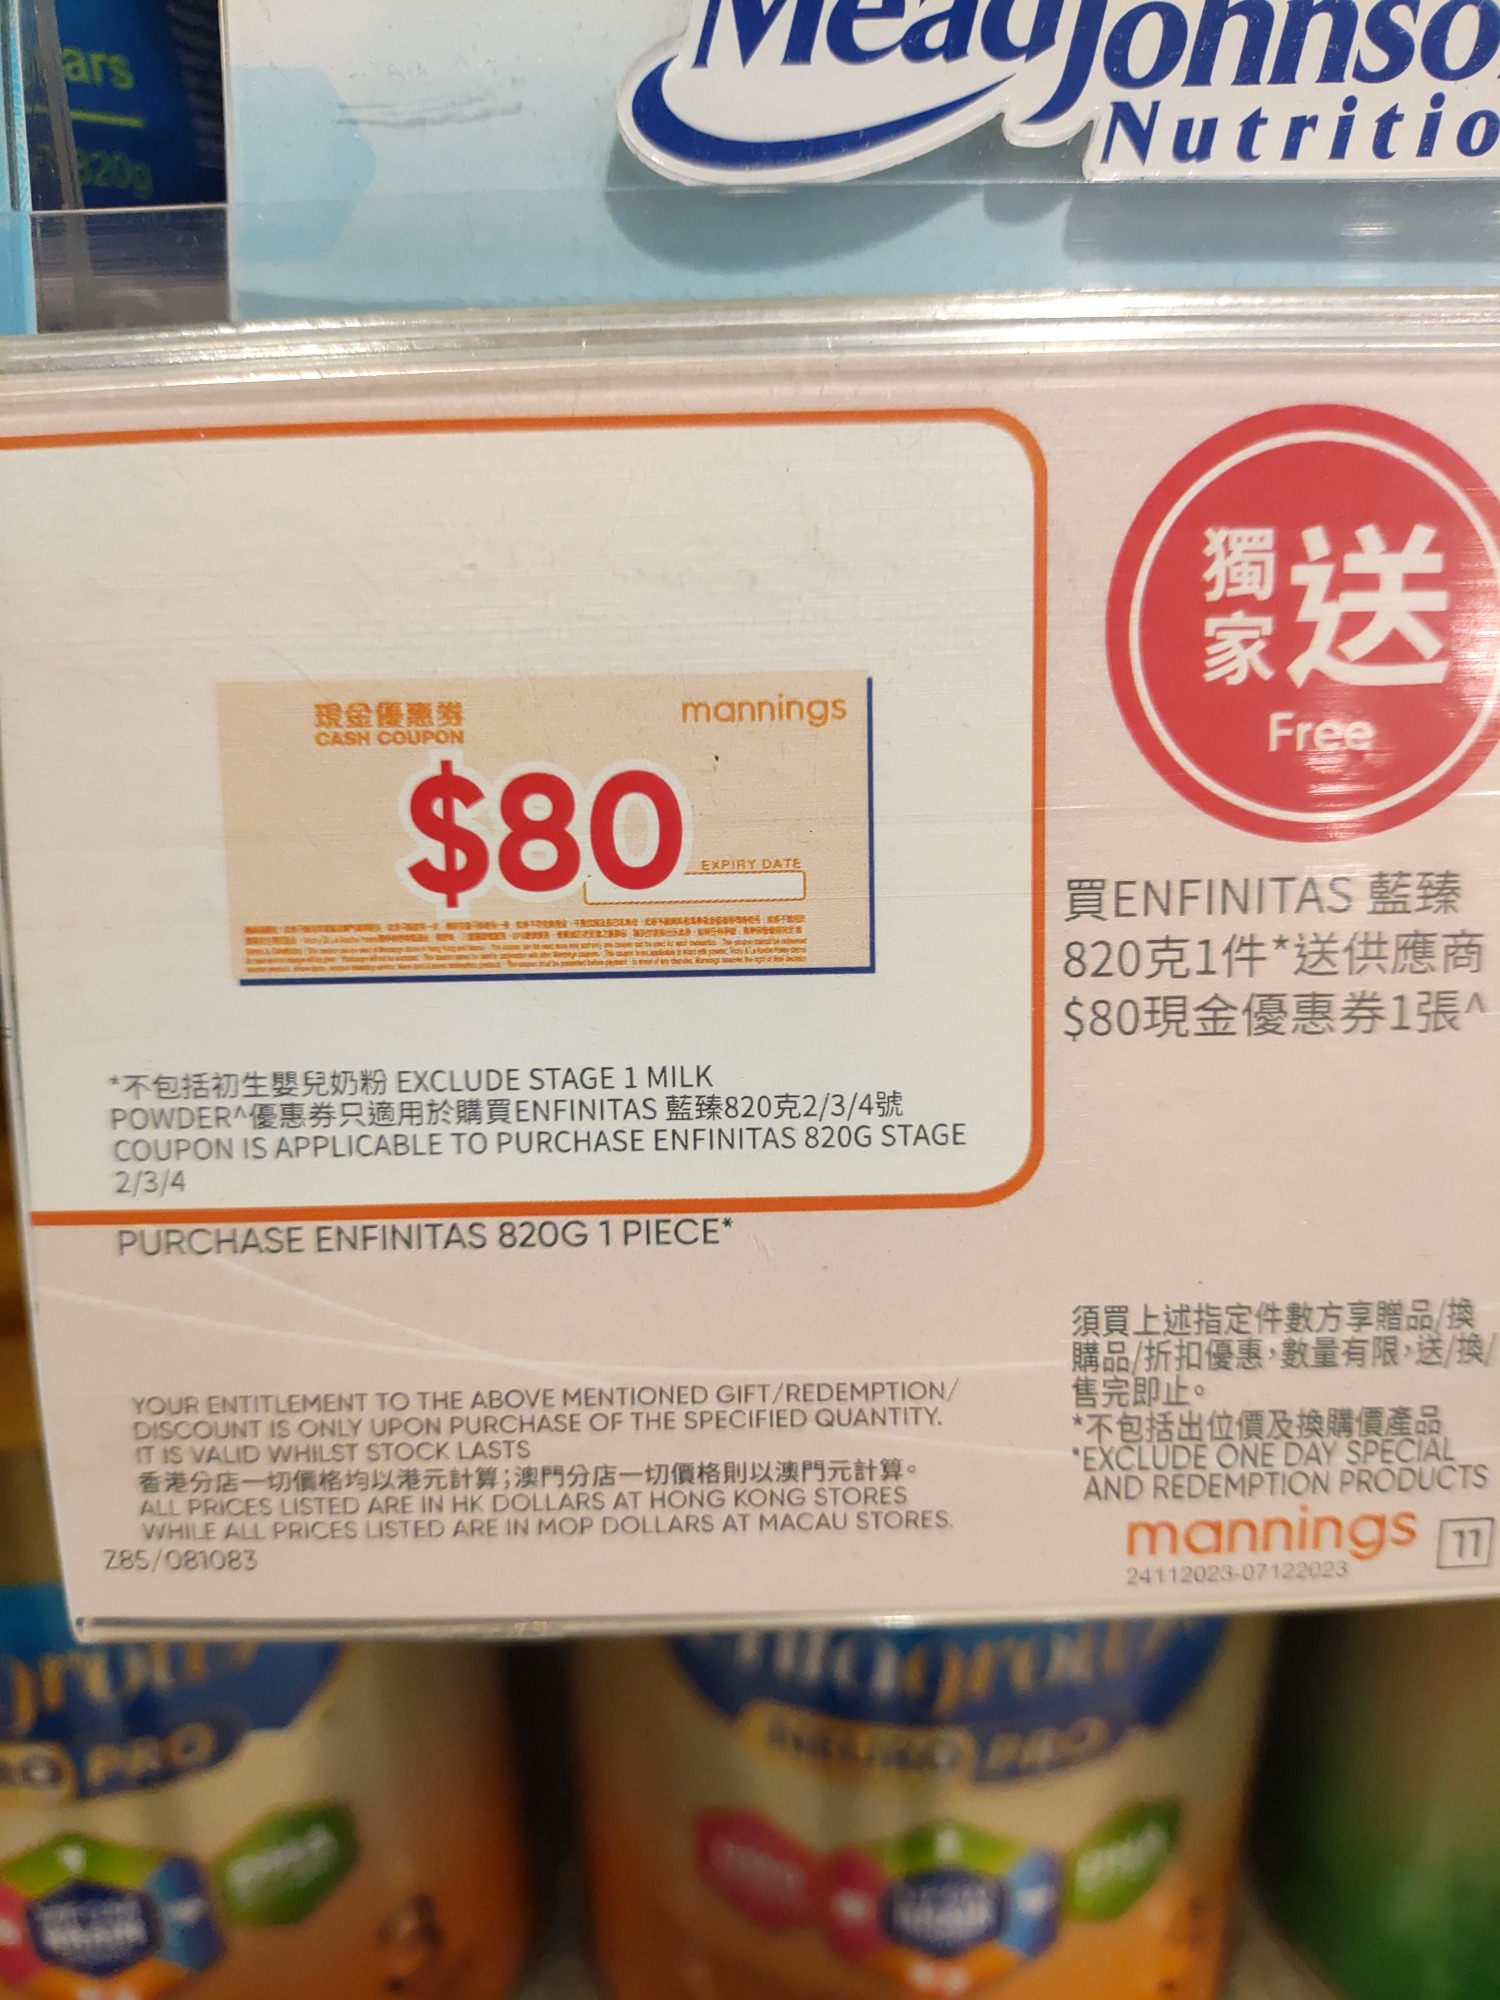 ars
820g
MeadJohnso
Nutritio
獨家送
Free
現金優惠券
CASH COUPON
mannings
$80
EXPIRY DATE
*不包括初生嬰兒奶粉 EXCLUDE STAGE 1 MILK
POWDER^優惠券只適用於購買ENFINITAS 藍臻820克2/3/4號
COUPON IS APPLICABLE TO PURCHASE ENFINITAS 820G STAGE
2/3/4
買ENFINITAS 藍臻
820克1件*送供應商
$80現金優惠券1張^
PURCHASE ENFINITAS 820G 1 PIECE*
YOUR ENTITLEMENT TO THE ABOVE MENTIONED GIFT/REDEMPTION/
DISCOUNT IS ONLY UPON PURCHASE OF THE SPECIFIED QUANTITY.
IT IS VALID WHILST STOCK LASTS
香港分店一切價格均以港元計算;澳門分店一切價格則以澳門元計算。
ALL PRICES LISTED ARE IN HK DOLLARS AT HONG KONG STORES
WHILE ALL PRICES LISTED ARE IN MOP DOLLARS AT MACAU STORES.
Z85/081083
須買上述指定件數方享贈品/換
購品/折扣優惠,數量有限,送/換/
售完即止。
*不包括出位價及換購價產品
*EXCLUDE ONE DAY SPECIAL
AND REDEMPTION PRODUCTS
mannings 11
24112023-07122023
PRO
PRO